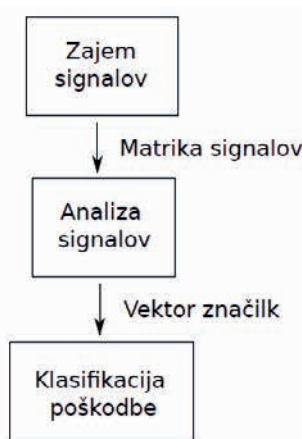 Zajem
signalov
Matrika signalov
Analiza
signalov
Vektor značilk
Klasifikacija
poškodbe